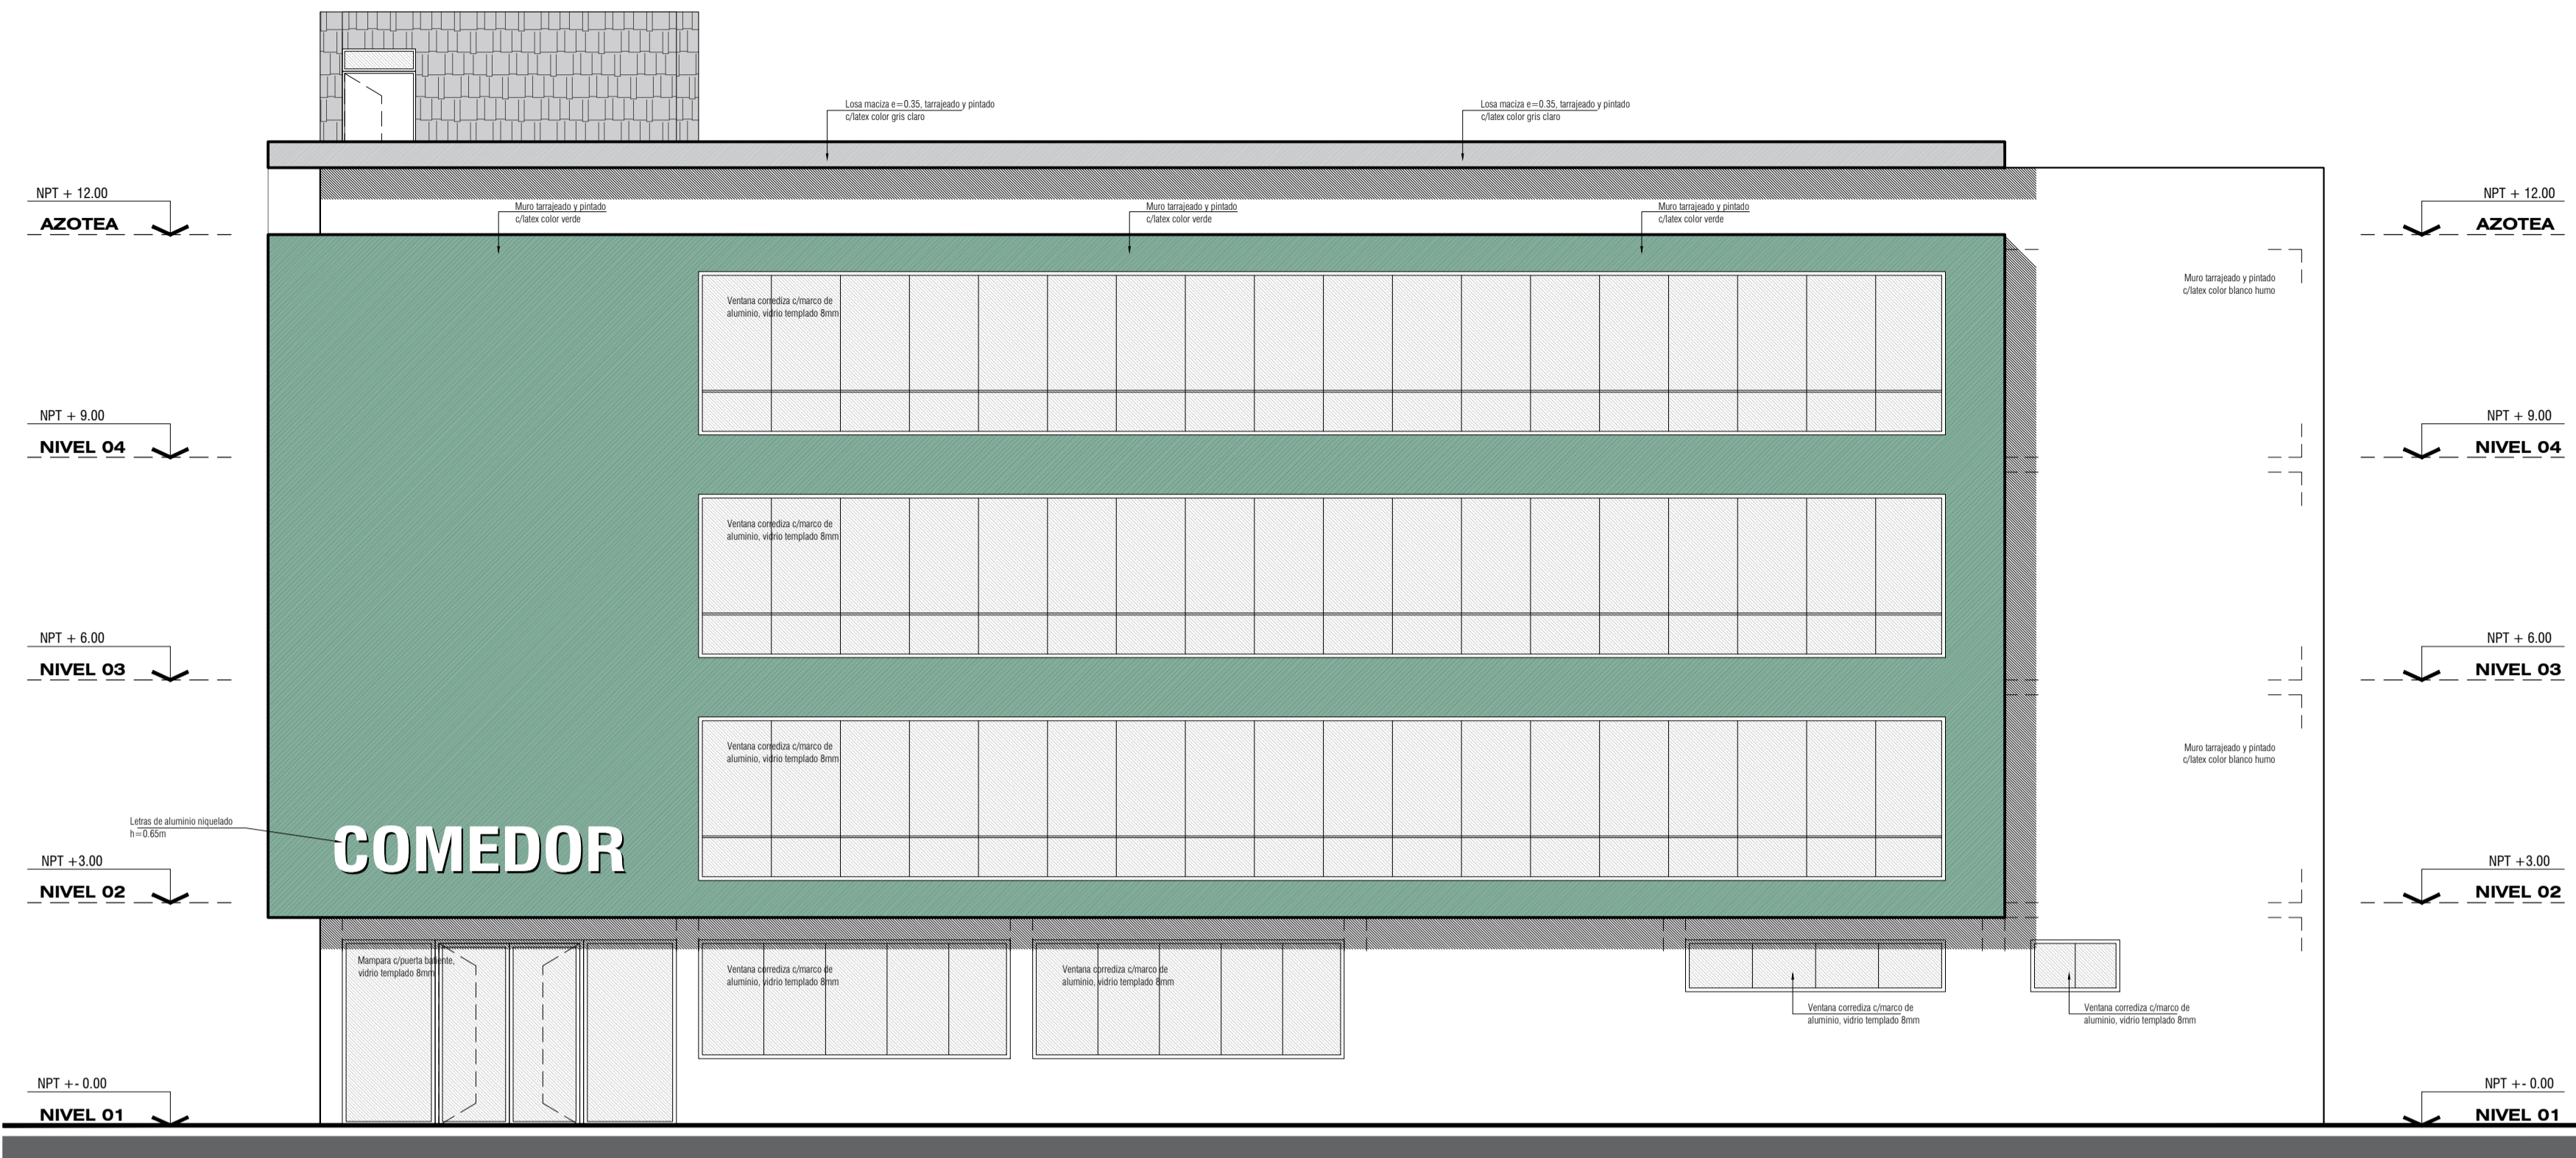 Losa maciza e=0.35, tarrajeado y pintado
c/latex color gris claro
Losa maciza e=0.35, tarrajeado y pintado
c/latex color gris claro
NPT + 12.00
AZOTEA
NPT + 12.00
AZOTEA
Muro tarrajeado y pintado
c/latex color verde
Muro tarrajeado y pintado
c/latex color verde
Muro tarrajeado y pintado
c/latex color verde
Muro tarrajeado y pintado
c/latex color blanco humo
Ventana corrediza c/marco de
aluminio, vidrio templado 8mm
NPT + 9.00
NIVEL 04
NPT + 9.00
NIVEL 04
Ventana corrediza c/marco de
aluminio, vidrio templado 8mm
NPT + 6.00
NIVEL 03
NPT + 6.00
NIVEL 03
Ventana corrediza c/marco de
aluminio, vidrio templado 8mm
Muro tarrajeado y pintado
c/latex color blanco humo
Letras de aluminio niquelado
h=0.65m
COMEDOR
NPT +3.00
NIVEL 02
NPT +3.00
NIVEL 02
Mampara c/puerta batiente,
vidrio templado 8mm
Ventana corrediza c/marco de
aluminio, vidrio templado 8mm
Ventana corrediza c/marco de
aluminio, vidrio templado 8mm
Ventana corrediza c/marco de
aluminio, vidrio templado 8mm
Ventana corrediza c/marco de
aluminio, vidrio templado 8mm
NPT +- 0.00
NIVEL 01
NPT +- 0.00
NIVEL 01